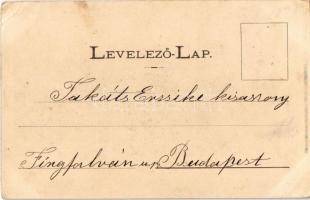 LEVELEZŐ-LAP.
Takáts Erzsike kisasszony
Budapest